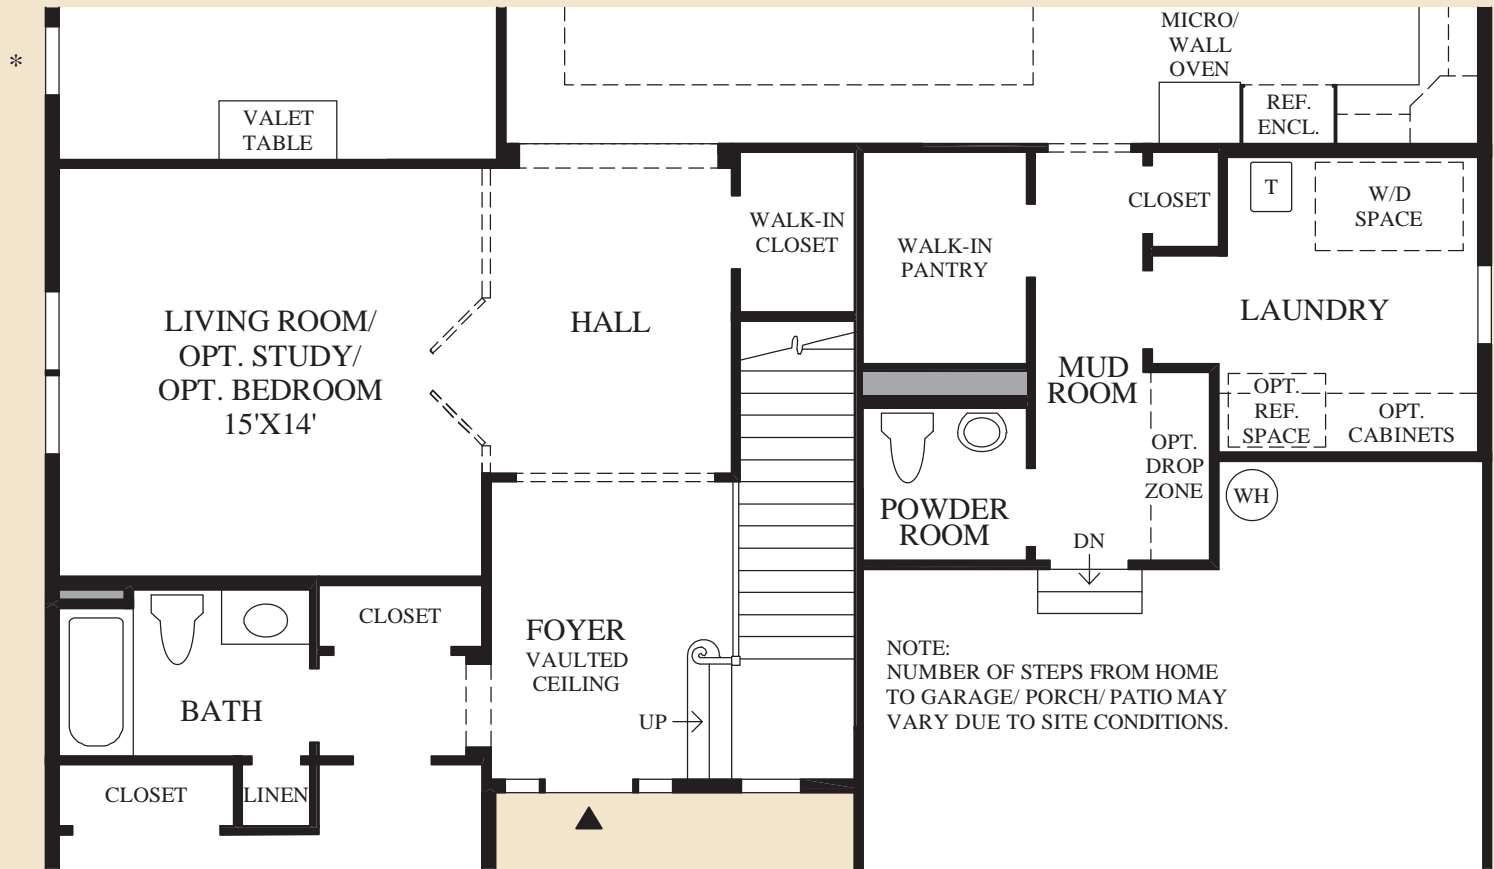 *
MICRO/
WALL
OVEN
VALET
TABLE
REF.
ENCL.
T
W/D
SPACE
CLOSET
WALK-IN
CLOSET
WALK-IN
PANTRY
LIVING ROOM/
OPT. STUDY/
OPT. BEDROOM
15'X14'
HALL
LAUNDRY
MUD
ROOM
OPT.
REF.
SPACE
OPT.
CABINETS
OPT.
DROP
ZONE
WH
POWDER
ROOM
DN
CLOSET
FOYER
VAULTED
CEILING
UP
BATH
NOTE:
NUMBER OF STEPS FROM HOME
TO GARAGE/ PORCH/ PATIO MAY
VARY DUE TO SITE CONDITIONS.
CLOSET
LINEN